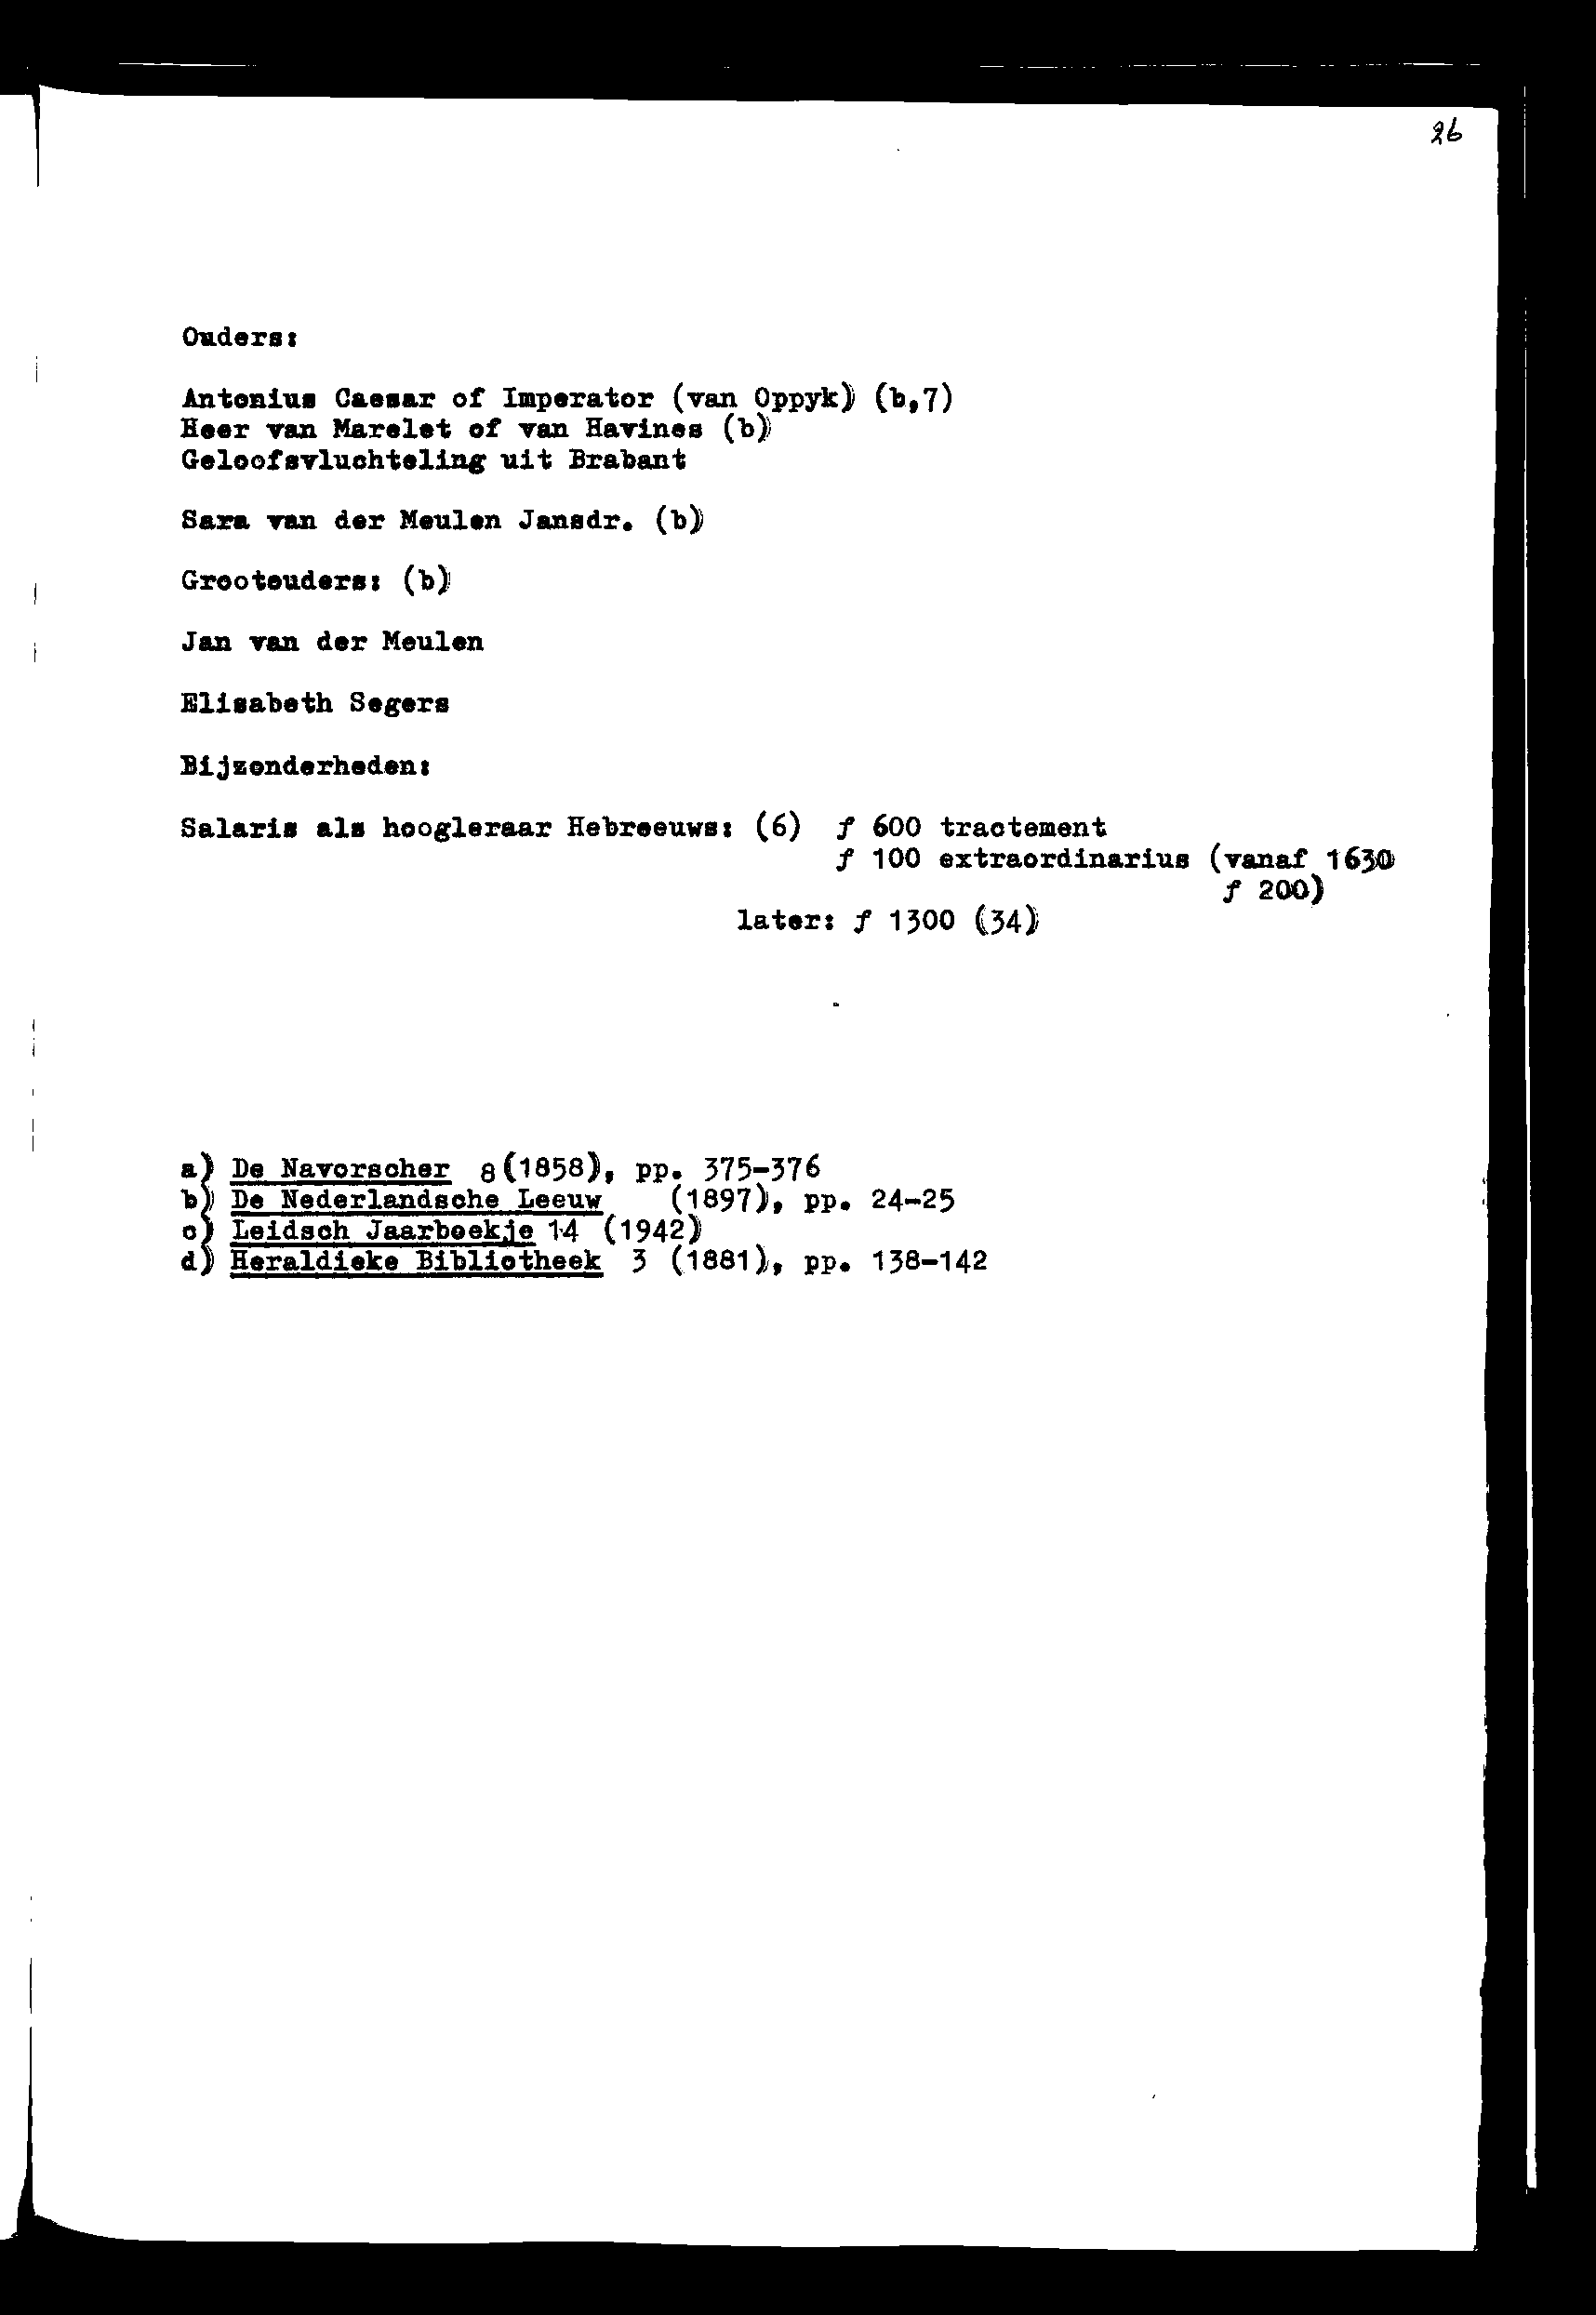 26
Ouders:
Antonius Caesar of Imperator (van Oppyk) (b,7)
Heer van Marelet of van Havines (b)
Geloofsvluchteling uit Brabant
Sara van der Meulen Jansdr. (b)
Grootouders: (b)
Jan van der Meulen
Elisabeth Segers
Bijzonderheden:
Salaris als hoogleraar Hebreeuws: (6) ƒ 600 tractement
ƒ 100 extraordinarius (vanaf 1630
ƒ 200)
later: ƒ 1300 (34)
a) De Navorscher 8 (1858), pp. 375-376
b) De Nederlandsche Leeuw (1897), pp. 24-25
c) Leidsch Jaarboekje 14 (1942)
d) Heraldieke Bibliotheek 3 (1881), pp. 138-142